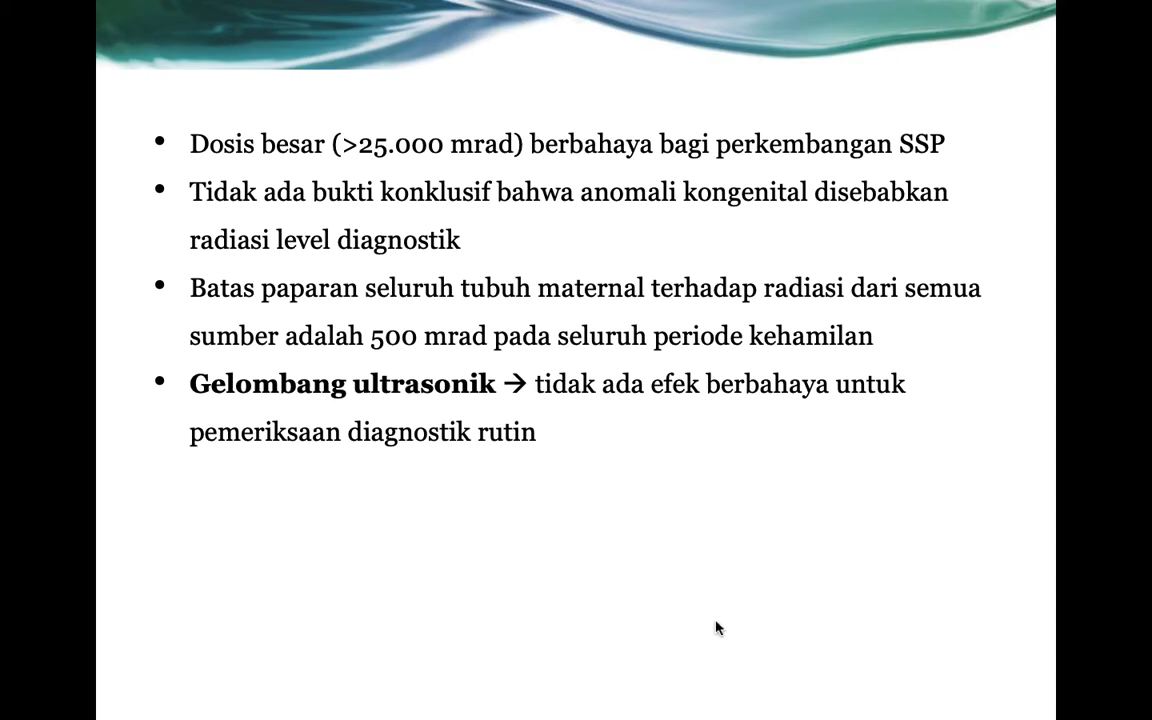 • Dosis besar (>25.000 mrad) berbahaya bagi perkembangan SSP
• Tidak ada bukti konklusif bahwa anomali kongenital disebabkan
radiasi level diagnostik
• Batas paparan seluruh tubuh maternal terhadap radiasi dari semua
sumber adalah 500 mrad pada seluruh periode kehamilan
• Gelombang ultrasonik → tidak ada efek berbahaya untuk
pemeriksaan diagnostik rutin